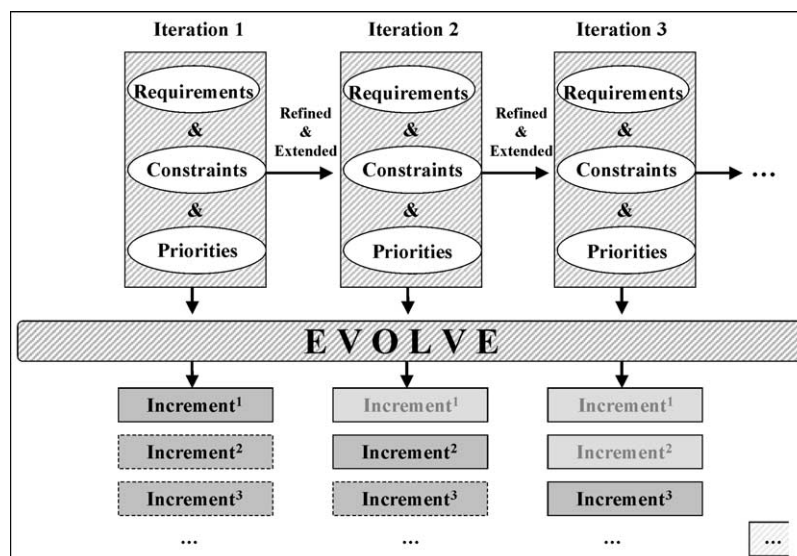 Iteration 1 Iteration 2 Iteration 3
Requirements Requirements Requirements
Refined Refined
& & & & &
Extended Extended
Constraints Constraints Constraints ...
& & &
Priorities Priorities Priorities
EVOLVE
Increment¹ Increment¹ Increment¹
Increment² Increment² Increment²
Increment³ Increment³ Increment³
... ... ... ...